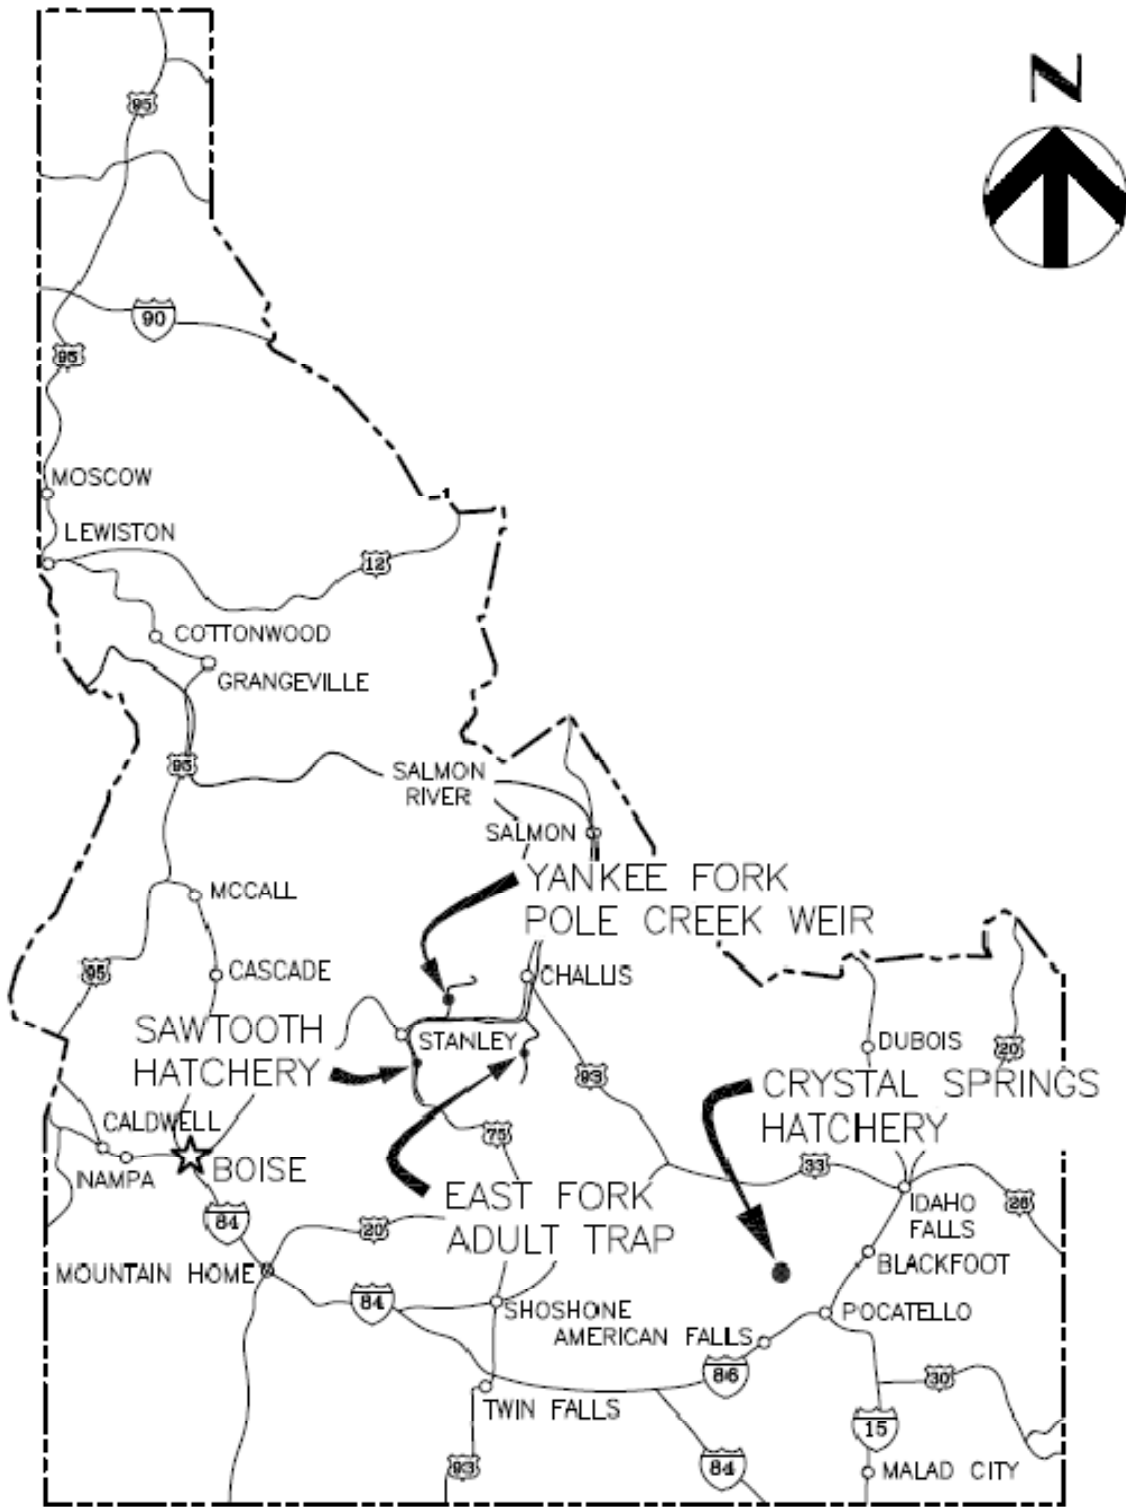 N
95
90
95
MOSCOW
LEWISTON
12
COTTONWOOD
GRANGEVILLE
95
SALMON
RIVER
SALMON
YANKEE FORK
POLE CREEK WEIR
MCCALL
95
CASCADE
CHALLIS
SAWTOOTH
HATCHERY
STANLEY
DUBOIS
20
93
CRYSTAL SPRINGS
HATCHERY
CALDWELL
75
NAMPA
BOISE
33
EAST FORK
ADULT TRAP
IDAHO
FALLS
26
84
20
BLACKFOOT
MOUNTAIN HOME
84
SHOSHONE
POCATELLO
AMERICAN FALLS
86
30
TWIN FALLS
15
93
84
MALAD CITY